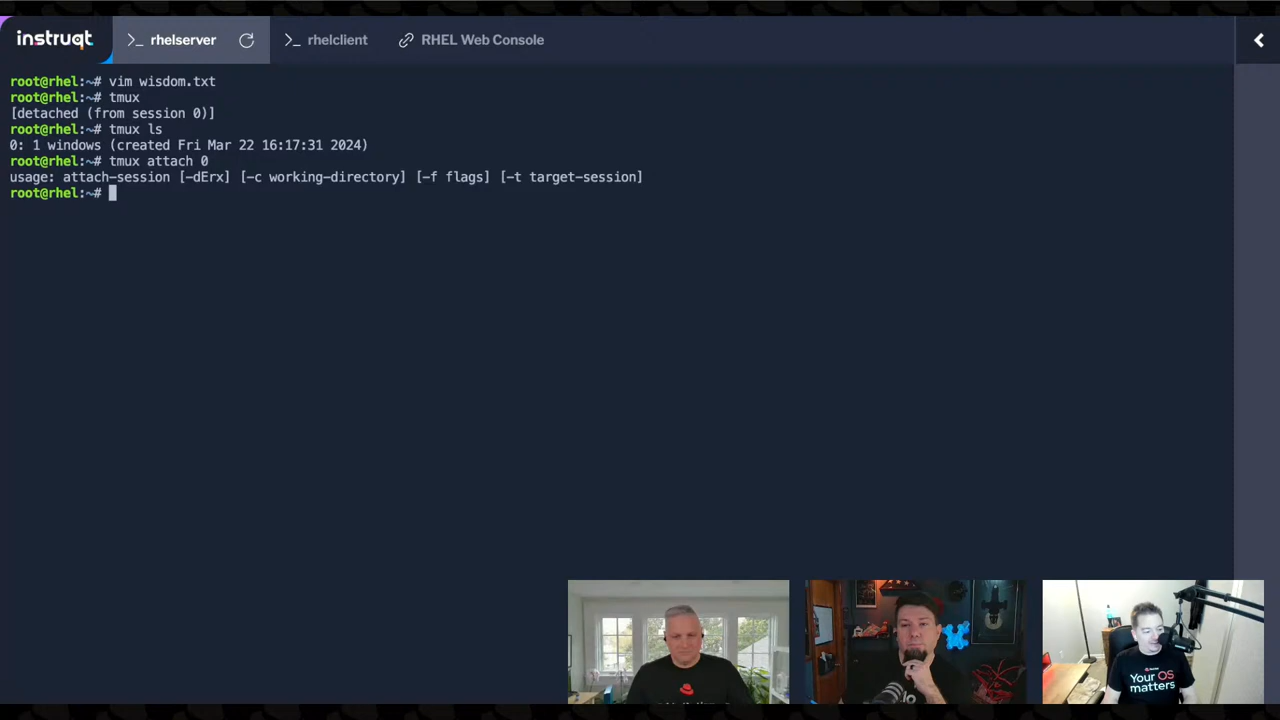 instruqt
>_ rhelserver
>_ rhelclient
RHEL Web Console
root@rhel:~# vim wisdom.txt
root@rhel:~# tmux
[detached (from session 0)]
root@rhel:~# tmux ls
0: 1 windows (created Fri Mar 22 16:17:31 2024)
root@rhel:~# tmux attach 0
usage: attach-session [-dErx] [-c working-directory] [-f flags] [-t target-session]
root@rhel:~#
Your OS
matters